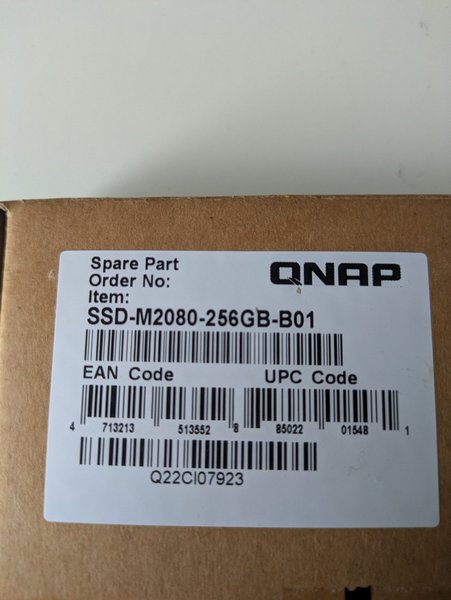 Spare Part
Order No:
Item:
QNAP
SSD-M2080-256GB-B01
EAN Code UPC Code
4 713213 513552 8 85022 01548 1
Q22CI07923